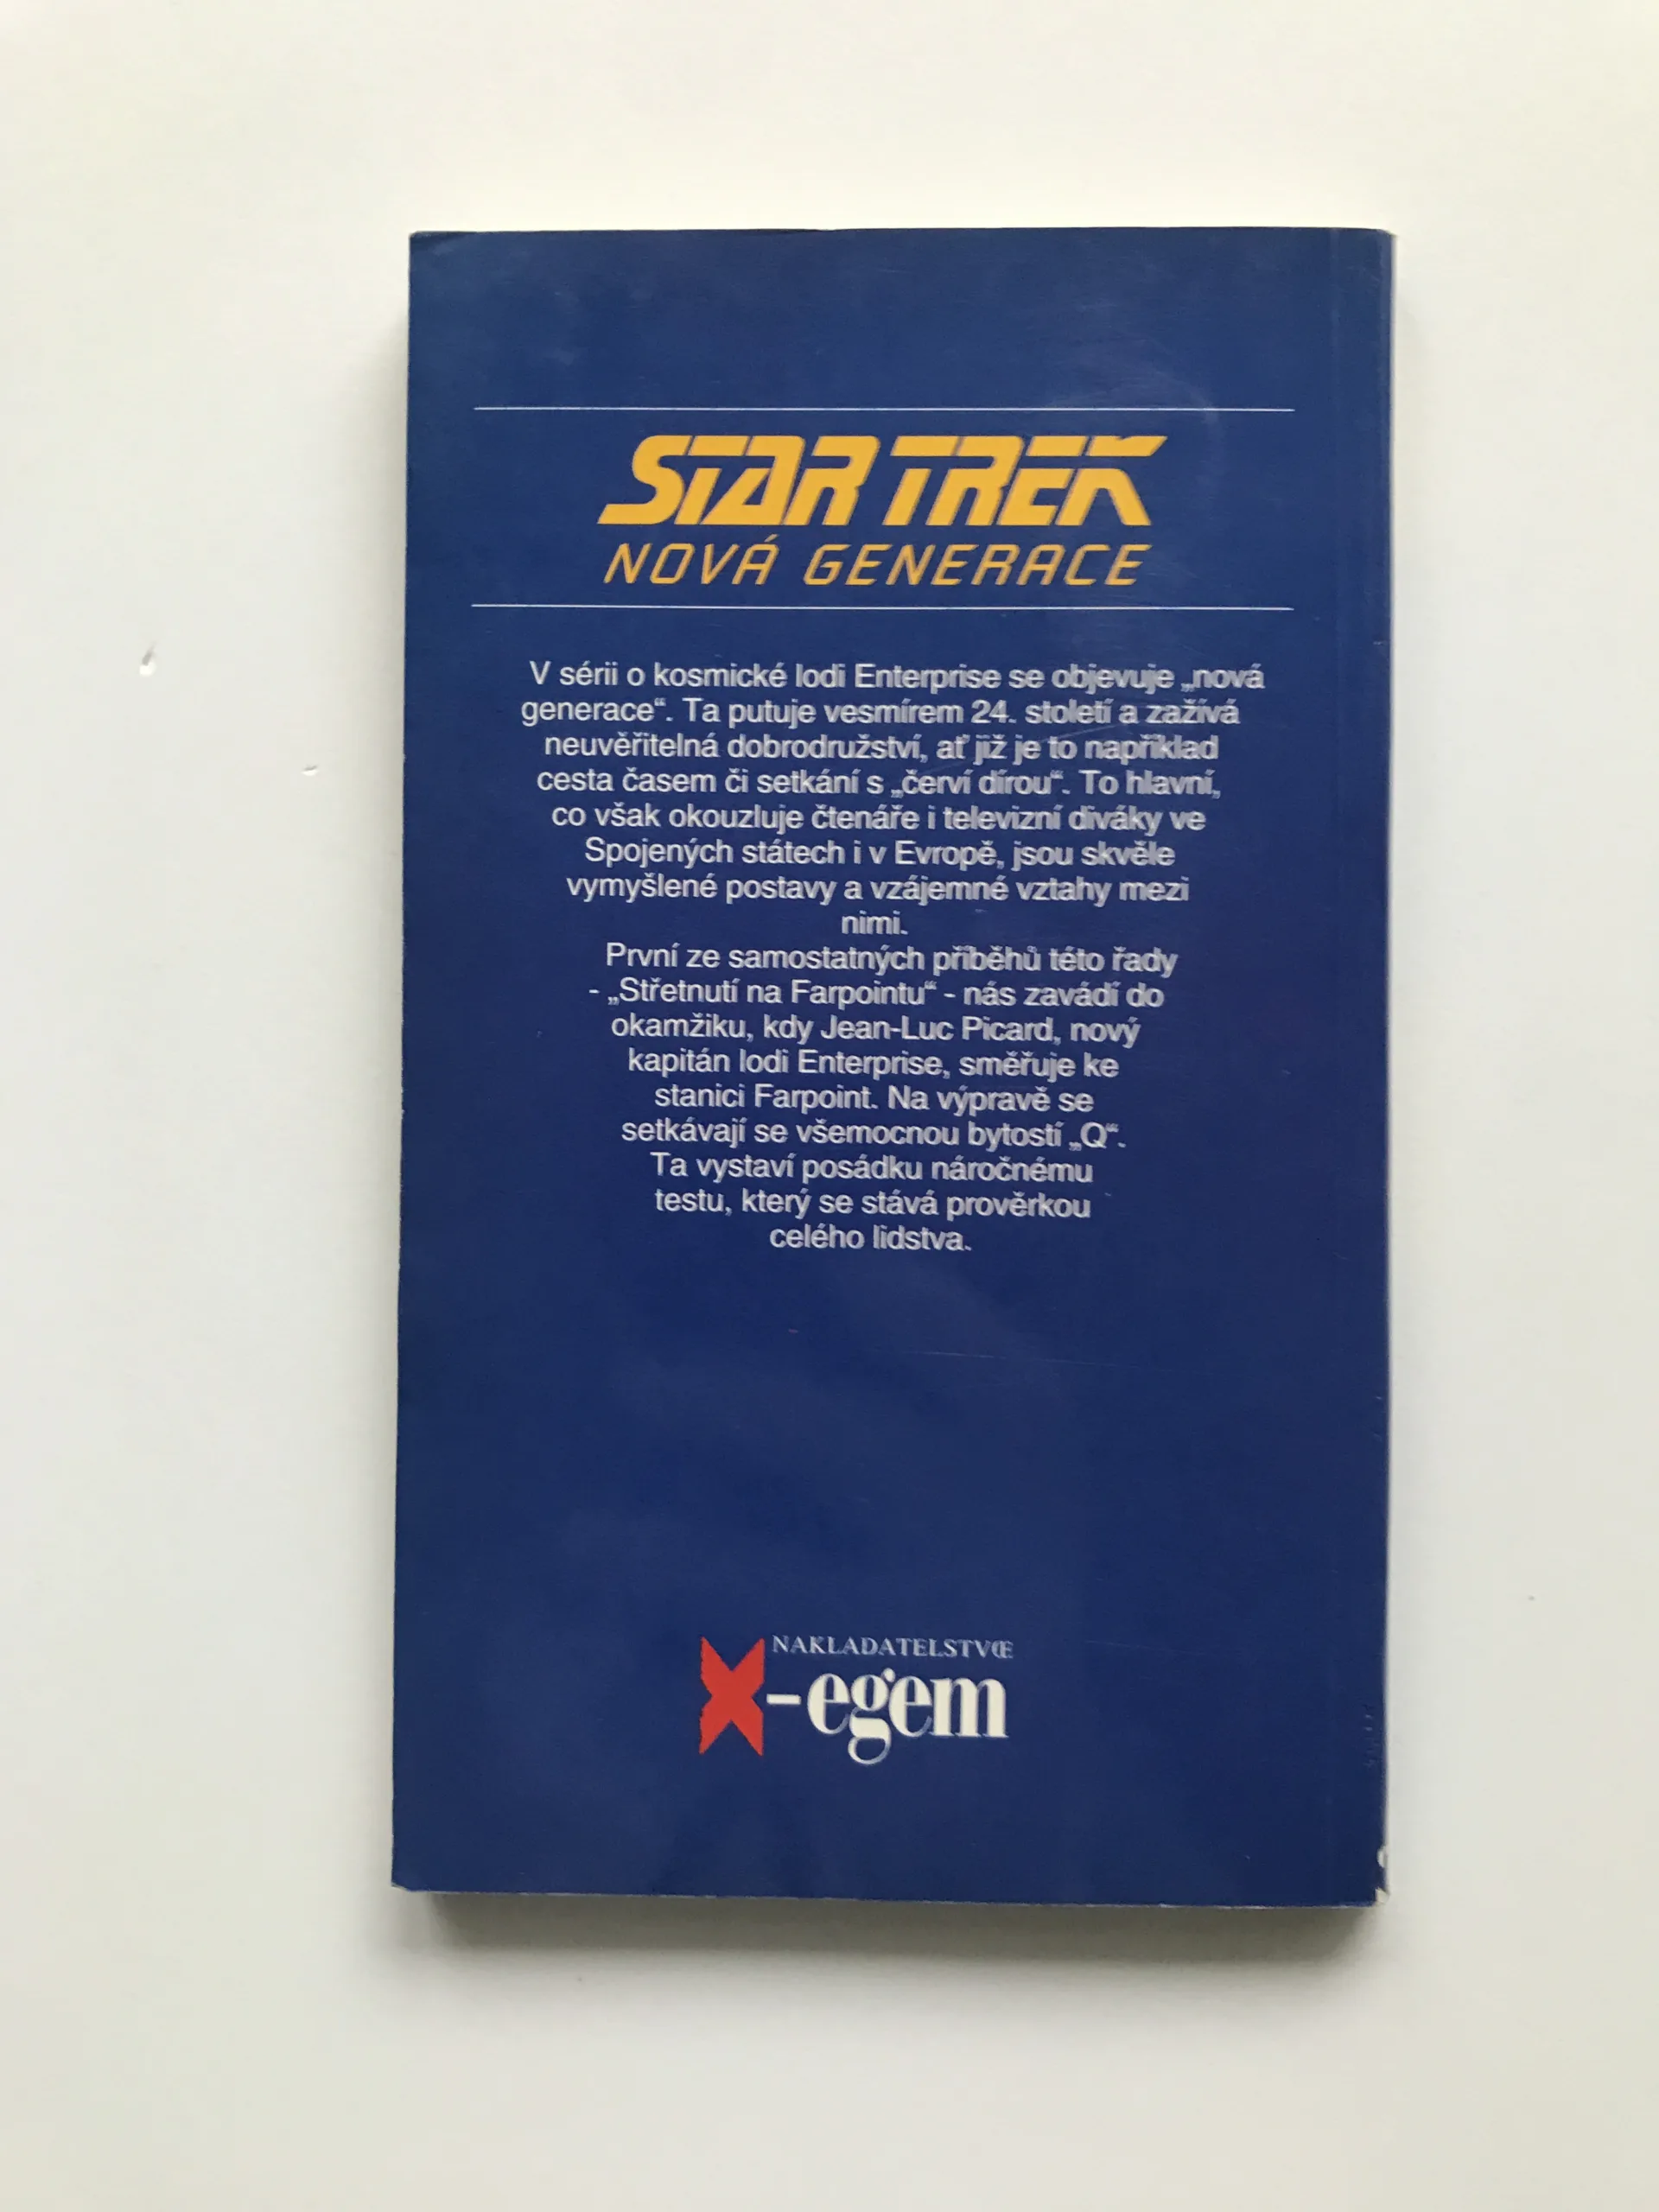 STAR TREK
NOVÁ GENERACE
V sérii o kosmické lodi Enterprise se objevuje „nová
generace“. Ta putuje vesmírem 24. století a zažívá
neuvěřitelná dobrodružství, ať již je to například
cesta časem či setkání s „červí dírou“. To hlavní,
co však okouzluje čtenáře i televizní diváky ve
Spojených státech i v Evropě, jsou skvěle
vymyšlené postavy a vzájemné vztahy mezi
nimi.
První ze samostatných příběhů této řady
- „Střetnutí na Farpointu“ - nás zavádí do
okamžiku, kdy Jean-Luc Picard, nový
kapitán lodi Enterprise, směřuje ke
stanici Farpoint. Na výpravě se
setkávají se všemocnou bytostí „Q“.
Ta vystaví posádku náročnému
testu, který se stává prověrkou
celého lidstva.
NAKLADATELSTVŒ
X-egem